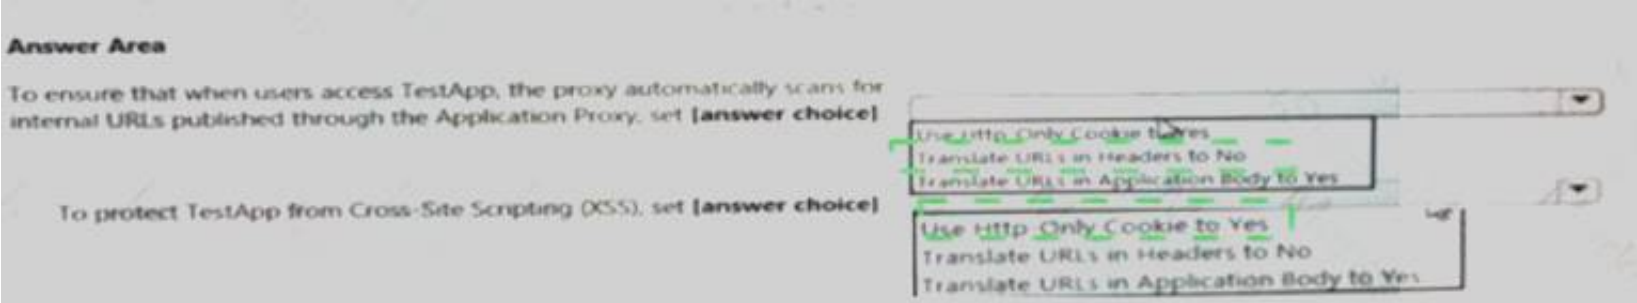 Answer Area
To ensure that when users access TestApp, the proxy automatically scans for
internal URLs published through the Application Proxy, set [answer choice]
Use Http Only Cookie to Yes
Translate URLs in Headers to No
Translate URLs in Application Body to Yes
To protect TestApp from Cross-Site Scripting (XSS), set [answer choice]
Use Http Only Cookie to Yes
Translate URLs in Headers to No
Translate URLs in Application Body to Yes